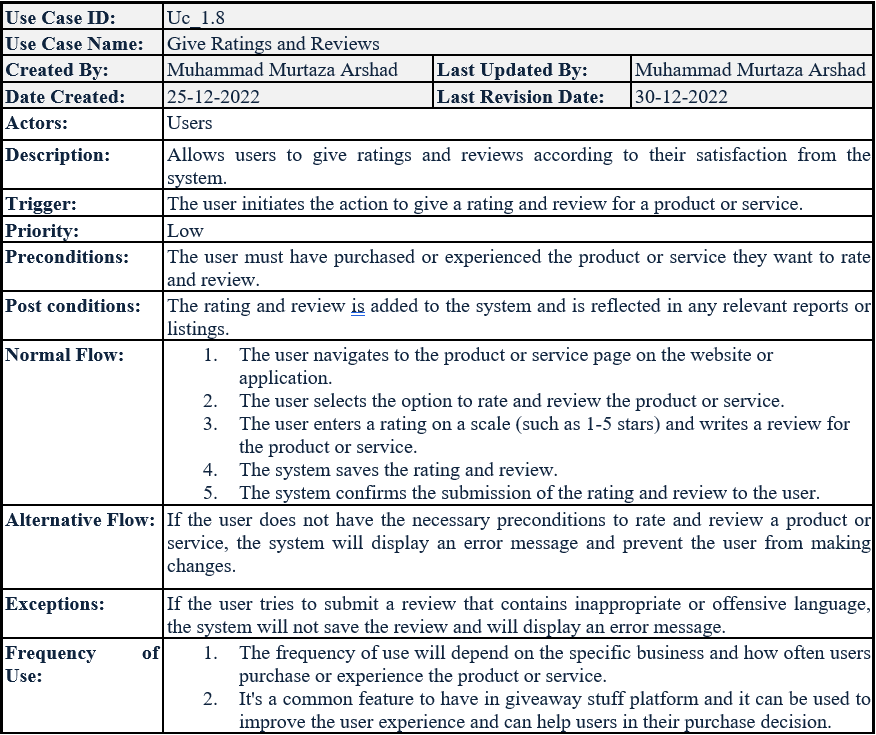 Use Case ID: Uc_1.8
Use Case Name: Give Ratings and Reviews
Created By: Muhammad Murtaza Arshad Last Updated By: Muhammad Murtaza Arshad
Date Created: 25-12-2022 Last Revision Date: 30-12-2022
Actors: Users
Description: Allows users to give ratings and reviews according to their satisfaction from the
system.
Trigger: The user initiates the action to give a rating and review for a product or service.
Priority: Low
Preconditions: The user must have purchased or experienced the product or service they want to rate
and review.
Post conditions: The rating and review is added to the system and is reflected in any relevant reports or
listings.
Normal Flow: 1. The user navigates to the product or service page on the website or
application.
2. The user selects the option to rate and review the product or service.
3. The user enters a rating on a scale (such as 1-5 stars) and writes a review for
the product or service.
4. The system saves the rating and review.
5. The system confirms the submission of the rating and review to the user.
Alternative Flow: If the user does not have the necessary preconditions to rate and review a product or
service, the system will display an error message and prevent the user from making
changes.
Exceptions: If the user tries to submit a review that contains inappropriate or offensive language,
the system will not save the review and will display an error message.
Frequency of 1. The frequency of use will depend on the specific business and how often users
Use: purchase or experience the product or service.
2. It's a common feature to have in giveaway stuff platform and it can be used to
improve the user experience and can help users in their purchase decision.